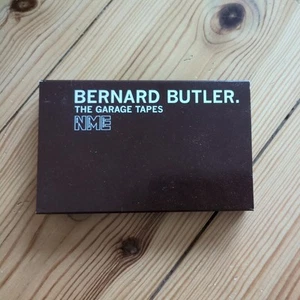 BERNARD BUTLER.
THE GARAGE TAPES
NME